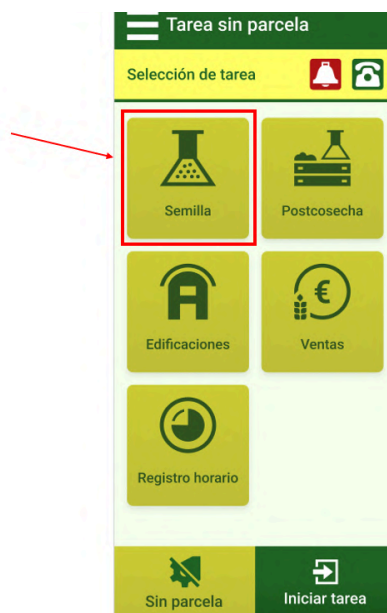 Tarea sin parcela
Selección de tarea
Semilla
Postcosecha
Edificaciones
Ventas
Registro horario
Sin parcela
Iniciar tarea